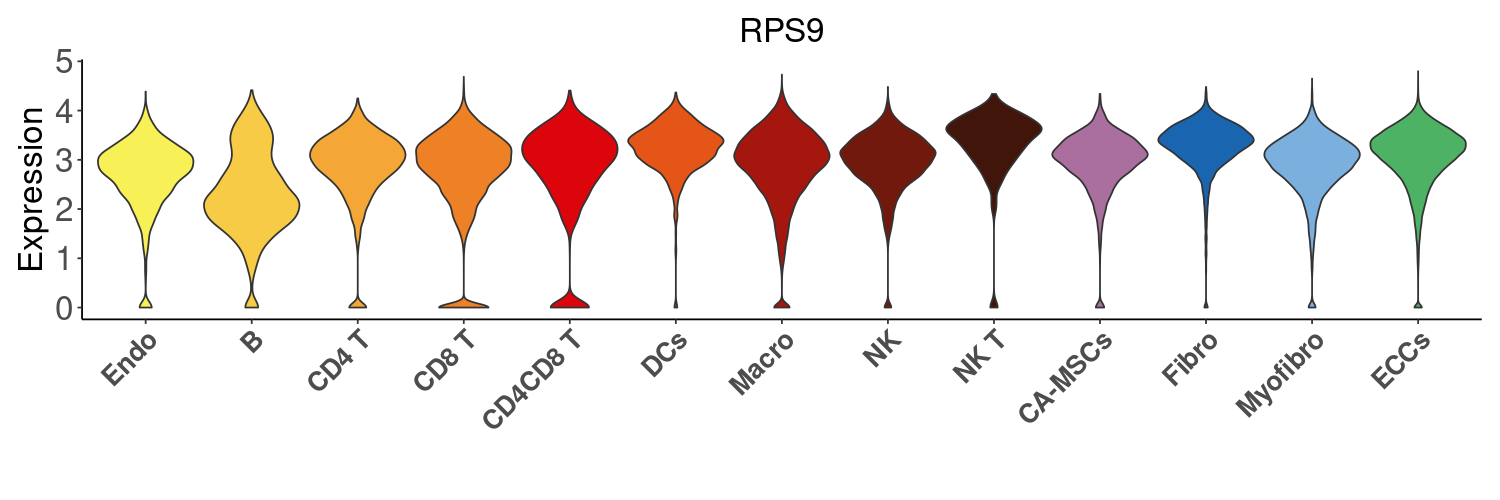 RPS9
Expression
5
4
3
2
1
0
Endo
B
CD4 T
CD8 T
CD4CD8 T
DCs
Macro
NK
NK T
CA-MSCs
Fibro
Myofibro
ECCs